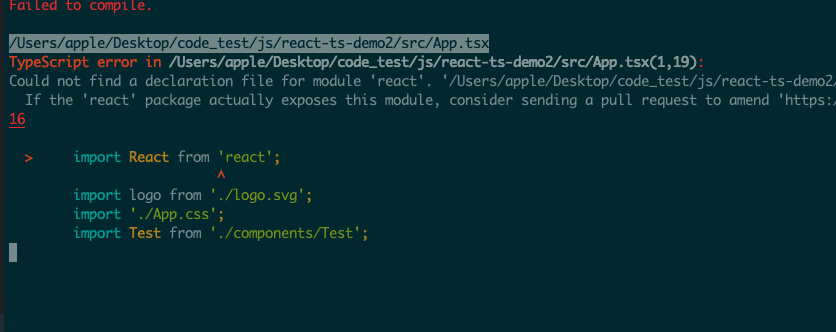 Failed to compile.
/Users/apple/Desktop/code_test/js/react-ts-demo2/src/App.tsx
TypeScript error in /Users/apple/Desktop/code_test/js/react-ts-demo2/src/App.tsx(1,19):
Could not find a declaration file for module 'react'. '/Users/apple/Desktop/code_test/js/react-ts-demo2/
If the 'react' package actually exposes this module, consider sending a pull request to amend 'https:/
16
> import React from 'react';
^
import logo from './logo.svg';
import './App.css';
import Test from './components/Test';